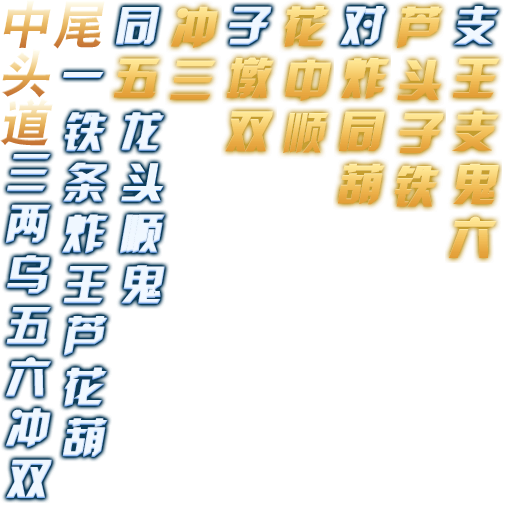 中尾同冲子花对芦支
头一五三墩中炸头王
道铁龙双顺同子支
三条头葫铁鬼
两炸顺六
乌王鬼
五芦
六花
冲葫
双